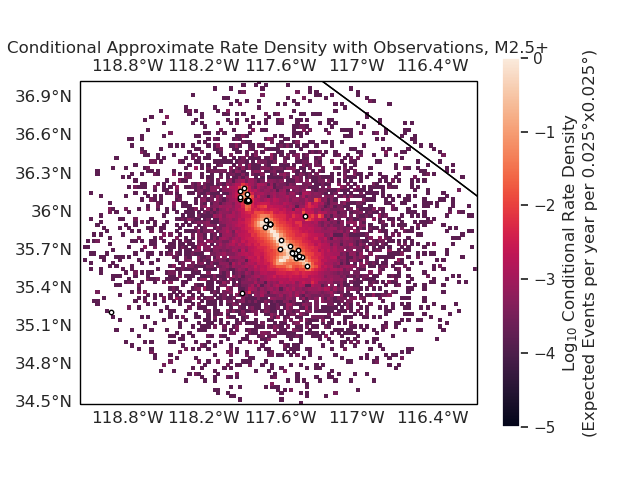 Conditional Approximate Rate Density with Observations, M2.5+
118.8°W 118.2°W 117.6°W 117°W 116.4°W
36.9°N
36.6°N
36.3°N
36°N
35.7°N
35.4°N
35.1°N
34.8°N
34.5°N
118.8°W 118.2°W 117.6°W 117°W 116.4°W
0
−1
−2
−3
−4
−5
Log₁₀ Conditional Rate Density
(Expected Events per year per 0.025°x0.025°)